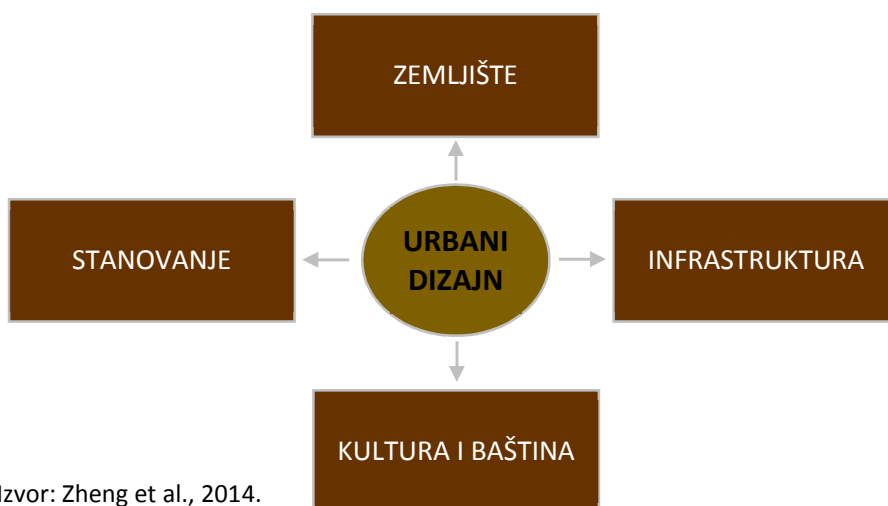 ZEMLJIŠTE
STANOVANJE
URBANI
DIZAJN
INFRASTRUKTURA
KULTURA I BAŠTINA
Izvor: Zheng et al., 2014.